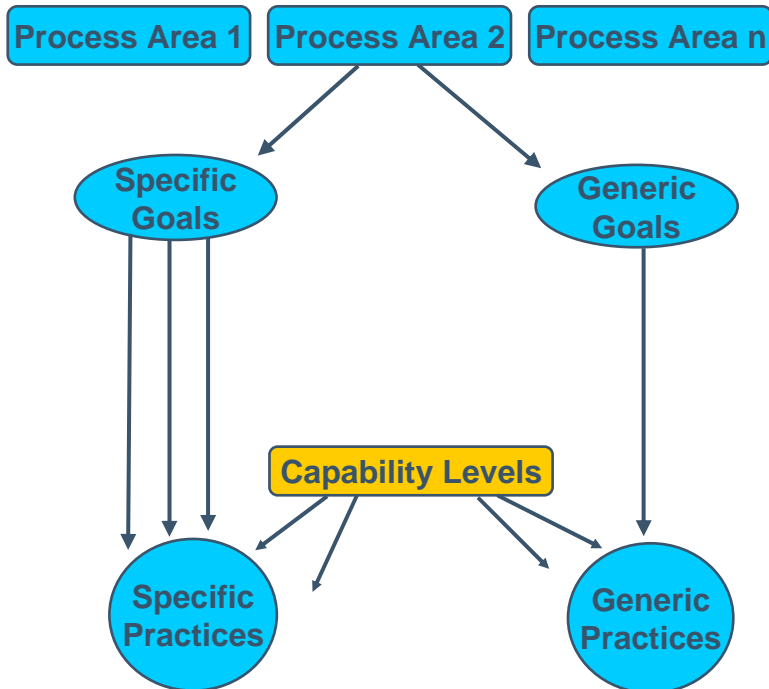 Process Area 1
Process Area 2
Process Area n
Specific
Goals
Generic
Goals
Capability Levels
Specific
Practices
Generic
Practices